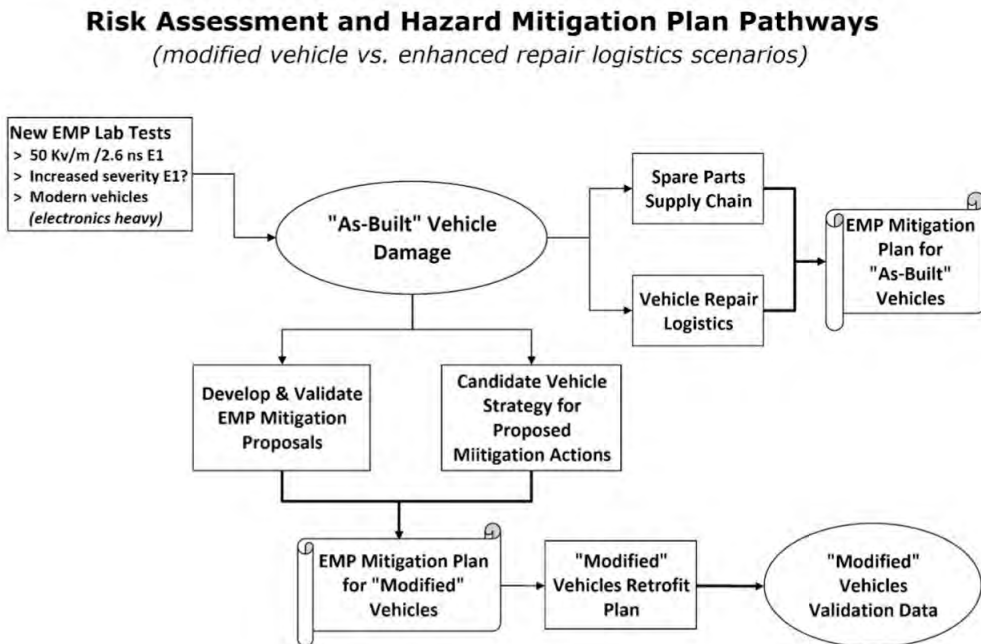 Risk Assessment and Hazard Mitigation Plan Pathways
(modified vehicle vs. enhanced repair logistics scenarios)
New EMP Lab Tests
> 50 Kv/m /2.6 ns E1
> Increased severity E1?
> Modern vehicles
(electronics heavy)
"As-Built" Vehicle
Damage
Spare Parts
Supply Chain
Vehicle Repair
Logistics
EMP Mitigation
Plan for
"As-Built"
Vehicles
Develop & Validate
EMP Mitigation
Proposals
Candidate Vehicle
Strategy for
Proposed
Miitigation Actions
EMP Mitigation Plan
for "Modified"
Vehicles
"Modified"
Vehicles Retrofit
Plan
"Modified"
Vehicles
Validation Data